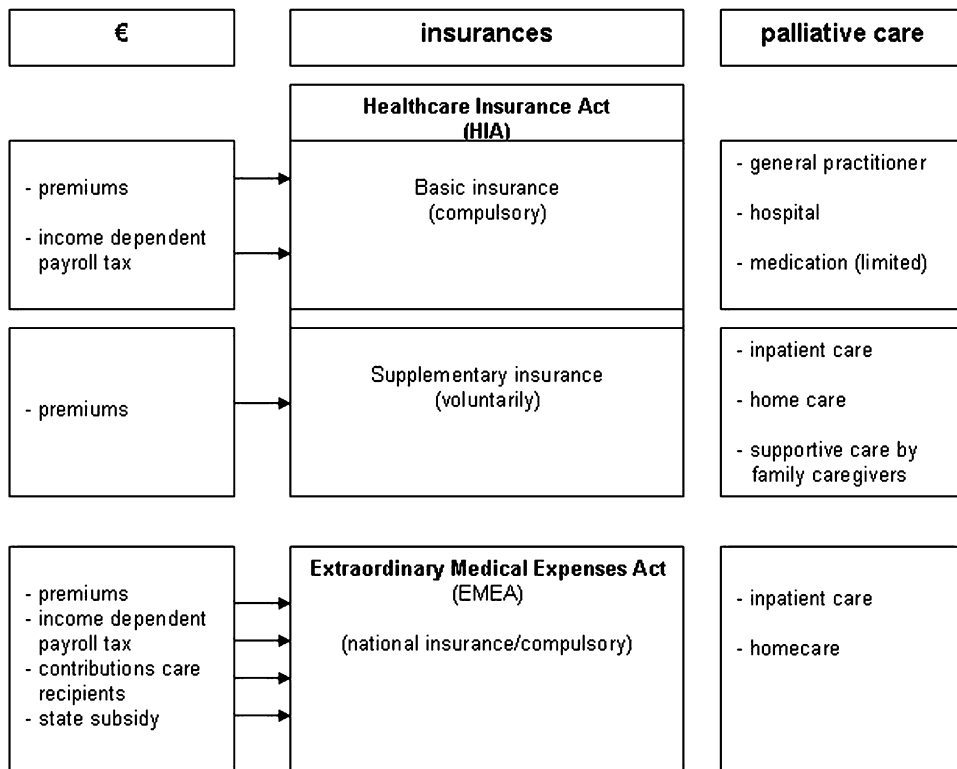 €
insurances
palliative care
Healthcare Insurance Act
(HIA)
- premiums
- income dependent
payroll tax
Basic insurance
(compulsory)
- general practitioner
- hospital
- medication (limited)
- premiums
Supplementary insurance
(voluntarily)
- inpatient care
- home care
- supportive care by
family caregivers
- premiums
- income dependent
payroll tax
- contributions care
recipients
- state subsidy
Extraordinary Medical Expenses Act
(EMEA)
(national insurance/compulsory)
- inpatient care
- homecare